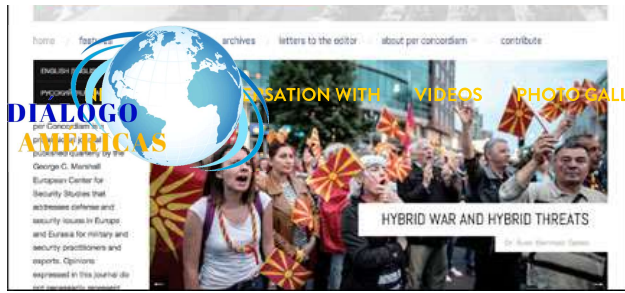 home / features archives / letters to the editor / about per concordiam / contribute
ENGLISH
SATION WITH VIDEOS PHOTO GALL
DIÁLOGO
AMERICAS
per Concordiam is a
published quarterly by the
George C. Marshall
European Center for
Security Studies that
addresses defense and
security issues in Europe
and Eurasia for military and
security practitioners and
experts. Opinions
expressed in this journal do
not necessarily represent
HYBRID WAR AND HYBRID THREATS